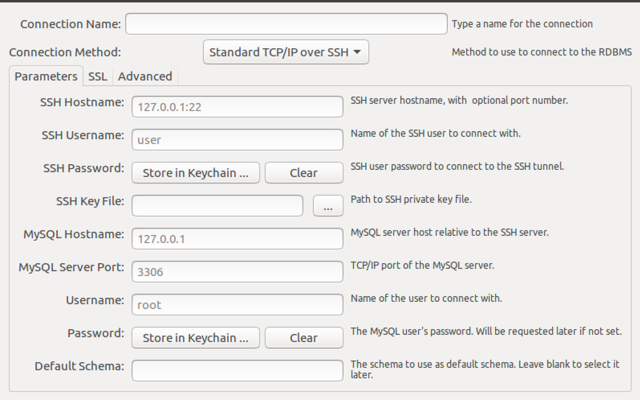 Connection Name: Type a name for the connection
Connection Method: Standard TCP/IP over SSH Method to use to connect to the RDBMS
Parameters SSL Advanced
SSH Hostname: 127.0.0.1:22 SSH server hostname, with optional port number.
SSH Username: user Name of the SSH user to connect with.
SSH Password: Store in Keychain ... Clear SSH user password to connect to the SSH tunnel.
SSH Key File: ... Path to SSH private key file.
MySQL Hostname: 127.0.0.1 MySQL server host relative to the SSH server.
MySQL Server Port: 3306 TCP/IP port of the MySQL server.
Username: root Name of the user to connect with.
Password: Store in Keychain ... Clear The MySQL user's password. Will be requested later if not set.
Default Schema: The schema to use as default schema. Leave blank to select it
later.